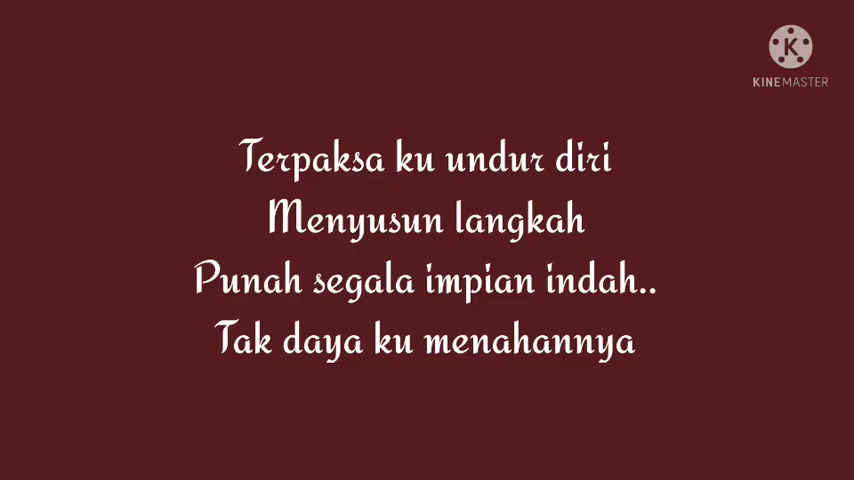 K
KINEMASTER
Terpaksa ku undur diri
Menyusun langkah
Punah segala impian indah..
Tak daya ku menahannya